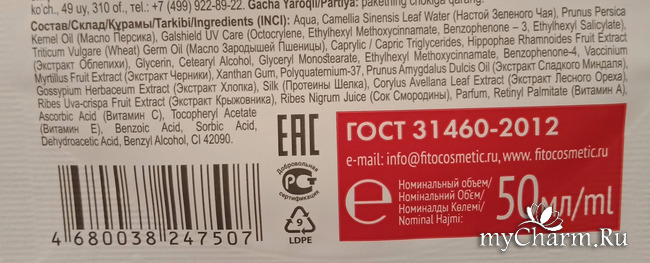 ko'ch., 49 uy, 310 of., tel: +7 (499) 922-89-22. Gacha Yaroqli/Partiya/: paketning chokiga qarang.
Состав/Склад/Құрамы/Tarkibi/Ingredients (INCI): Aqua, Camellia Sinensis Leaf Water (Настой Зеленого Чая), Prunus Persica
Kernel Oil (Масло Персика), Galshield UV Care (Octorylene, Ethylhexyl Methoxycinnamate, Benzophenone – 3, Ethylhexyl Salicylate),
Triticum Vulgare (Wheat) Germ Oil (Масло Зародышей Пшеницы), Caprylic / Capric Triglycerides, Hippophae Rhamnoides Fruit Extract
(Экстракт Облепихи), Glycerin, Cetearyl Alcohol, Glyceryl Monostearate, Ethylhexyl Methoxycinnamate, Benzophenone-4, Vaccinium
Myrtillus Fruit Extract (Экстракт Черники), Xanthan Gum, Polyquaternium-37, Prunus Amygdalus Dulcis Oil (Экстракт Сладкого Миндаля),
Gossypium Herbaceum Extract (Экстракт Хлопка), Silk (Протеины Шелка), Corylus Avellana Leaf Extract (Экстракт Лесного Ореха),
Ribes Uva-crispa Fruit Extract (Экстракт Крыжовника), Ribes Nigrum Juice (Сок Смородины), Parfum, Retinyl Palmitate (Витамин А),
Ascorbic Acid (Витамин С), Tocopheryl Acetate
(Витамин Е), Benzoic Acid, Sorbic Acid,
Dehydroacetic Acid, Benzyl Alcohol, CI 42090.
EAC
Добровольная
РСТ
сертификация
9
LDPE
4 680038 247507
ГОСТ 31460-2012
e-mail: info@fitocosmetic.ru, www. fitocosmetic.ru
e
Номинальный объем/
Номінальний Об'єм/
Номиналды Көлемі/
Nominal Hajmi:
50 мл/ml
myCharm.Ru